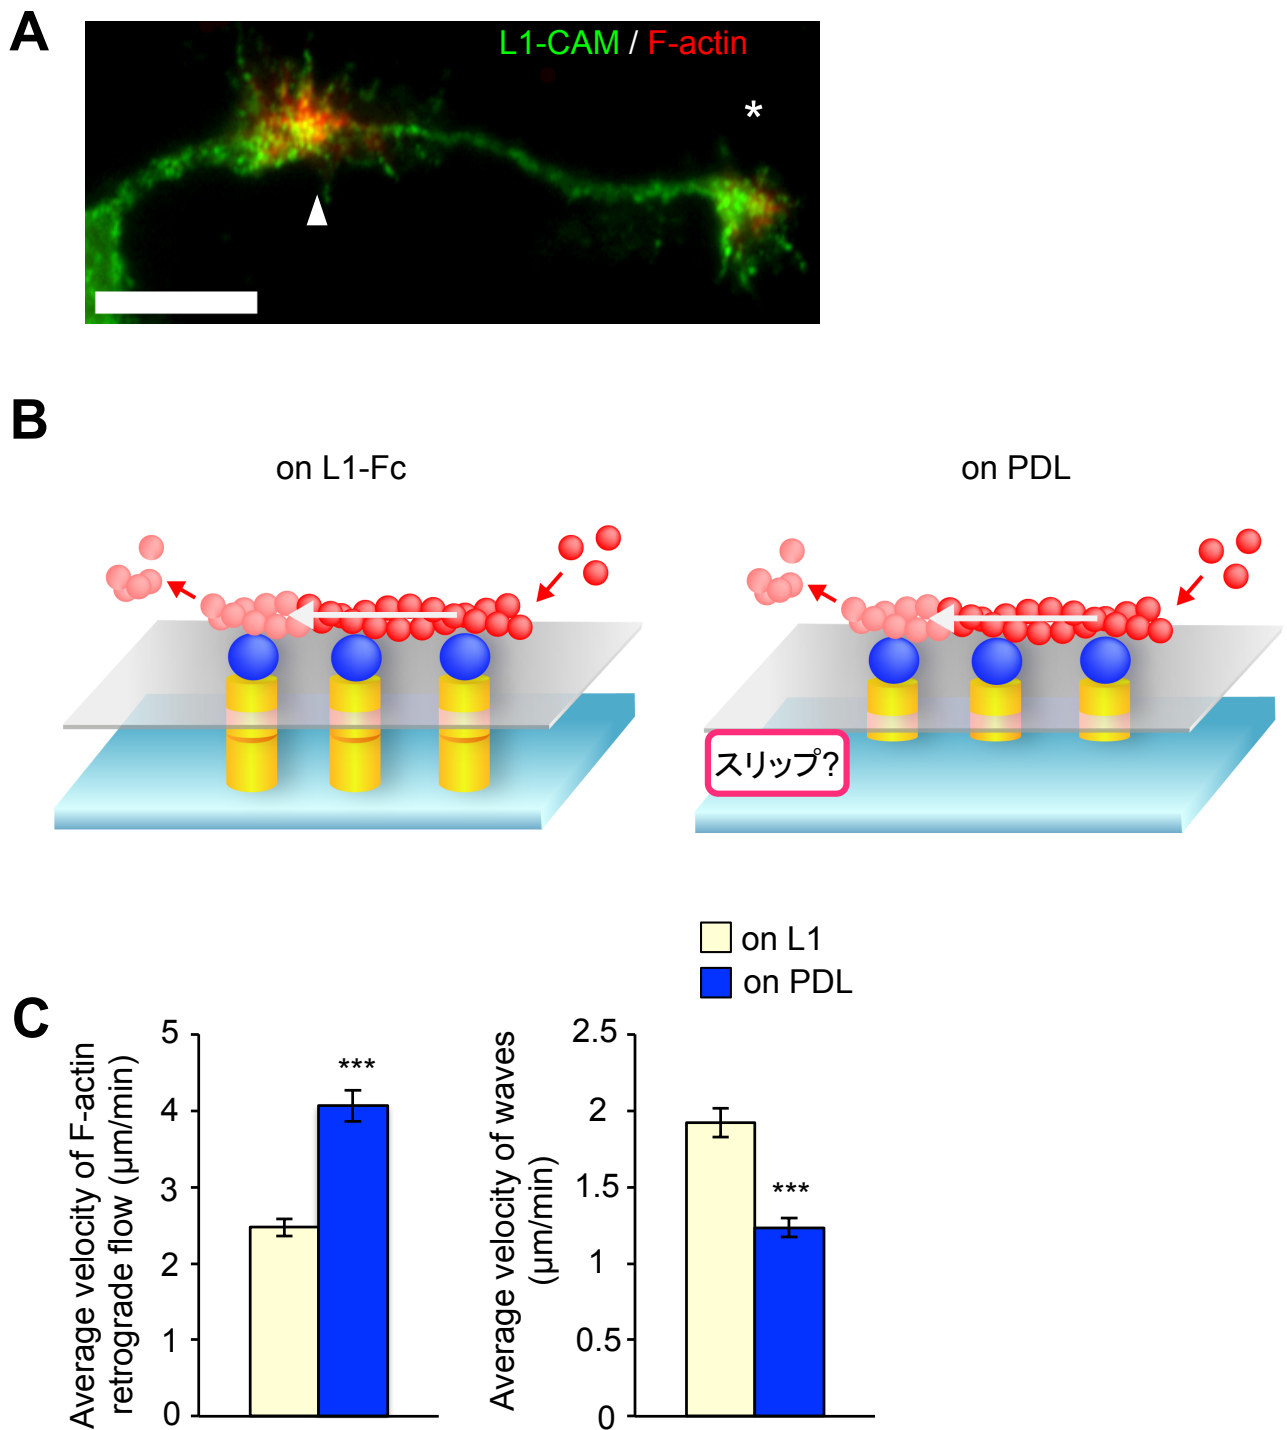 A
L1-CAM / F-actin
*
B
on L1-Fc
on PDL
スリップ?
on L1
on PDL
C
Average velocity of F-actin
retrograde flow (μm/min)
5
4
3
2
1
0
***
Average velocity of waves
(μm/min)
2.5
2
1.5
1
0.5
0
***